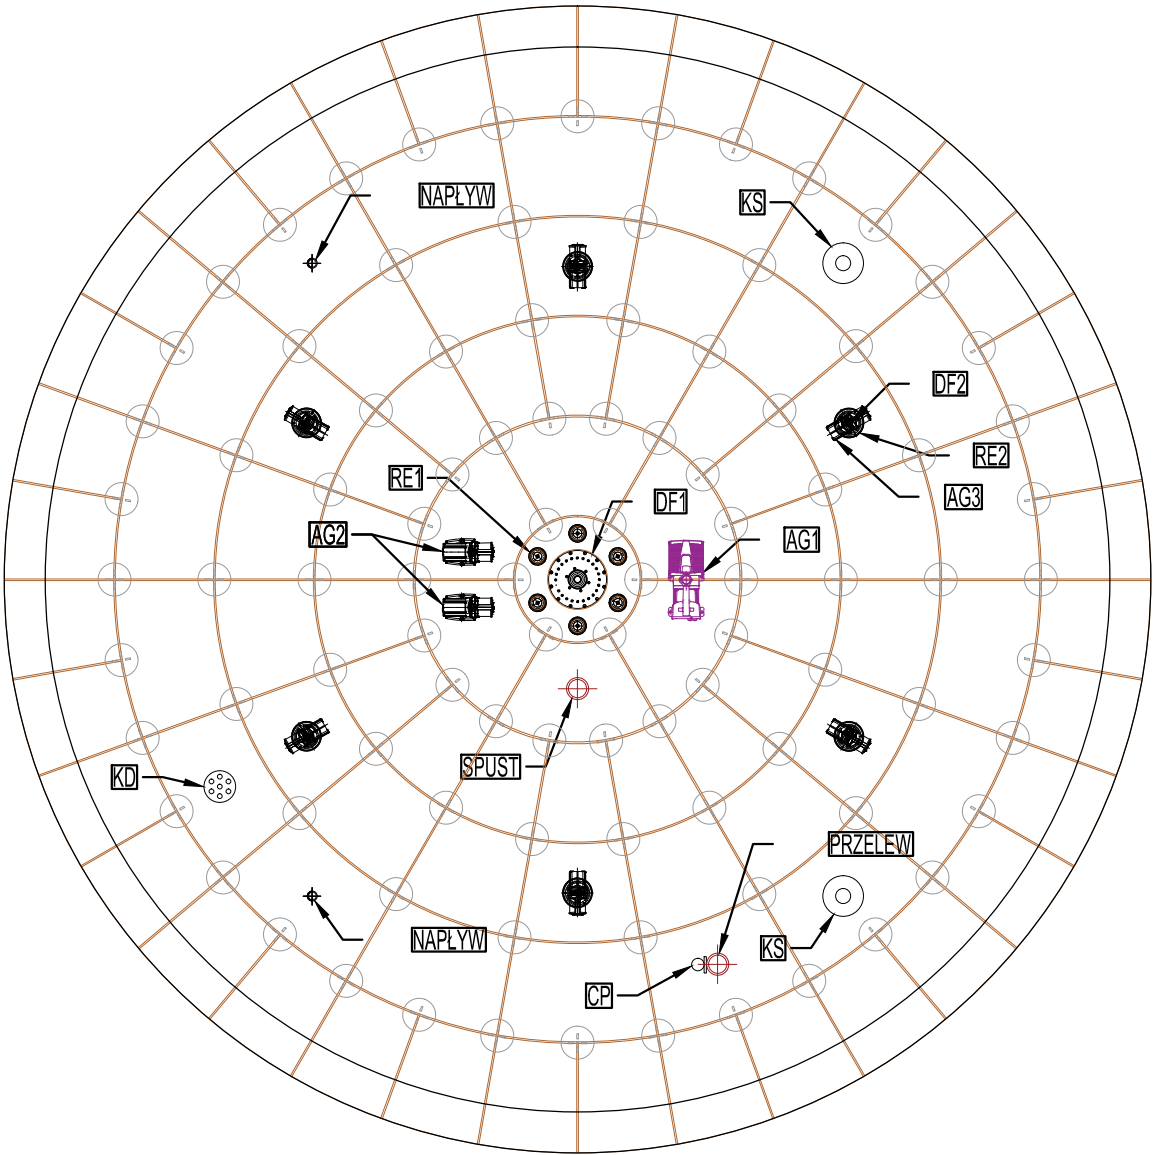 NAPŁYW
KS
DF2
RE2
AG3
RE1
DF1
AG2
AG1
SPUST
KD
PRZELEW
NAPŁYW
KS
CP